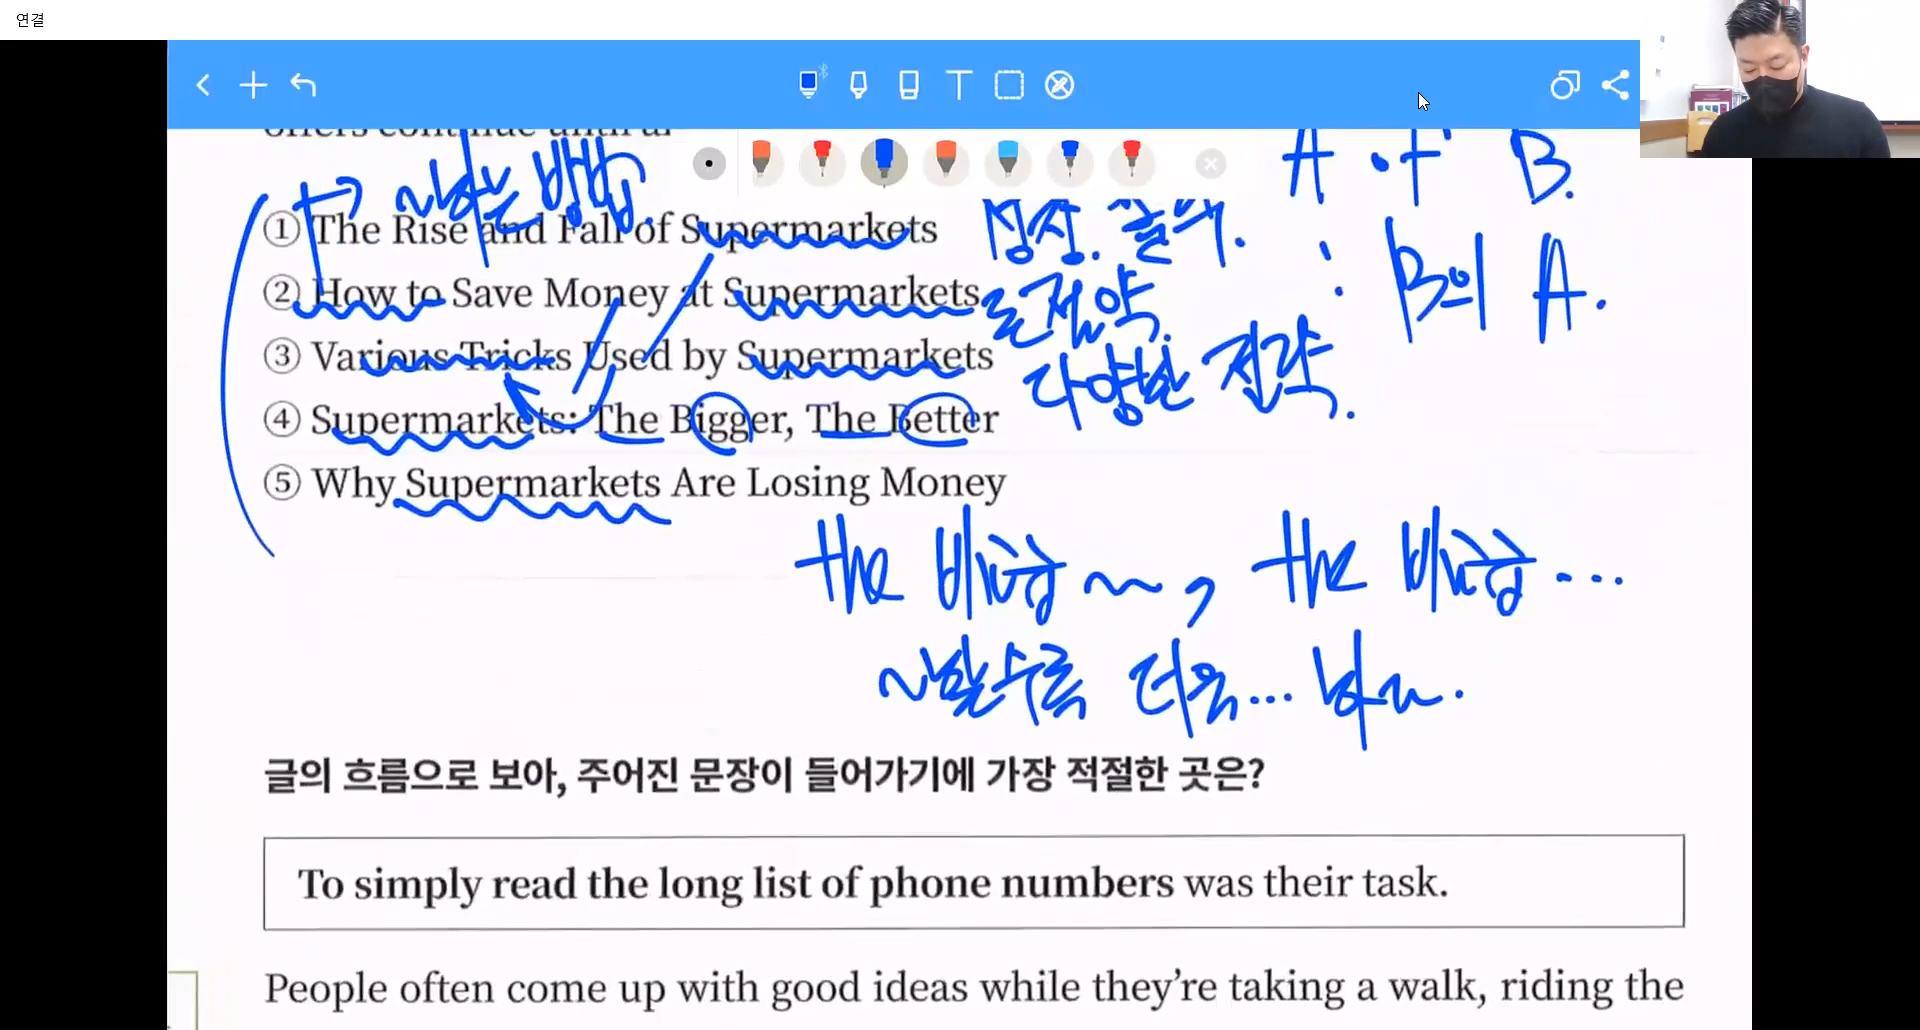 연결
A of B.
→ ~하는 방법.
① The Rise and Fall of Supermarkets
: B의 A.
② How to Save Money at Supermarkets
를 절약.
③ Various Tricks Used by Supermarkets
다양한 전략.
④ Supermarkets: The Bigger, The Better
⑤ Why Supermarkets Are Losing Money
the 비교급 ~, the 비교급 ...
~할수록 더욱... 하다.
글의 흐름으로 보아, 주어진 문장이 들어가기에 가장 적절한 곳은?
To simply read the long list of phone numbers was their task.
People often come up with good ideas while they’re taking a walk, riding the